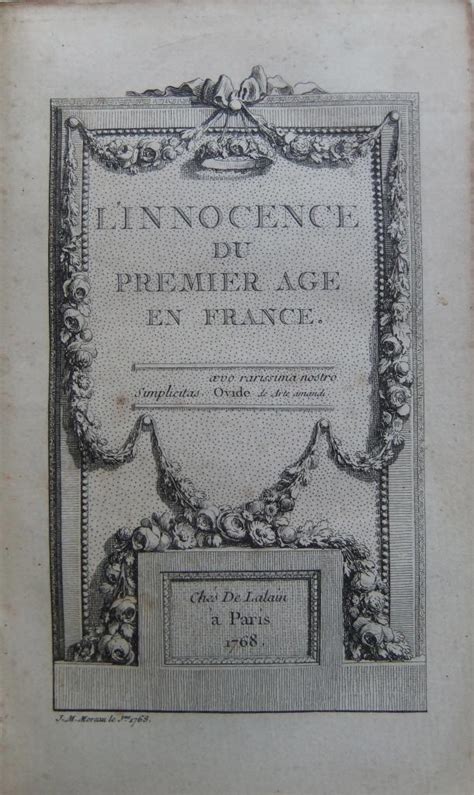 L'INNOCENCE
DU
PREMIER AGE
EN FRANCE.
ævo rarissima nostro
Simplicitas. Ovide de Arte amandi
Ches De Lalain
à Paris
1768.
J. M. Moreau le Jne 1768.